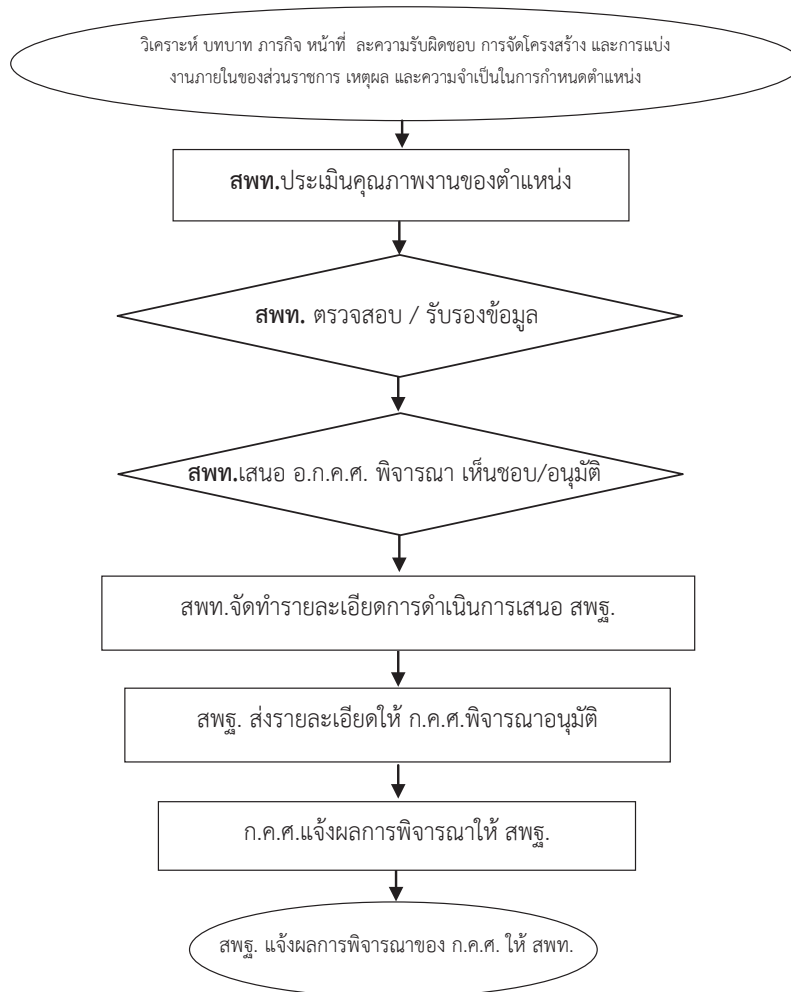 วิเคราะห์ บทบาท ภารกิจ หน้าที่ ละความรับผิดชอบ การจัดโครงสร้าง และการแบ่ง
งานภายในของส่วนราชการ เหตุผล และความจำเป็นในการกำหนดตำแหน่ง
สพท.ประเมินคุณภาพงานของตำแหน่ง
สพท. ตรวจสอบ / รับรองข้อมูล
สพท.เสนอ อ.ก.ค.ศ. พิจารณา เห็นชอบ/อนุมัติ
สพท.จัดทำรายละเอียดการดำเนินการเสนอ สพฐ.
สพฐ. ส่งรายละเอียดให้ ก.ค.ศ.พิจารณาอนุมัติ
ก.ค.ศ.แจ้งผลการพิจารณาให้ สพฐ.
สพฐ. แจ้งผลการพิจารณาของ ก.ค.ศ. ให้ สพท.